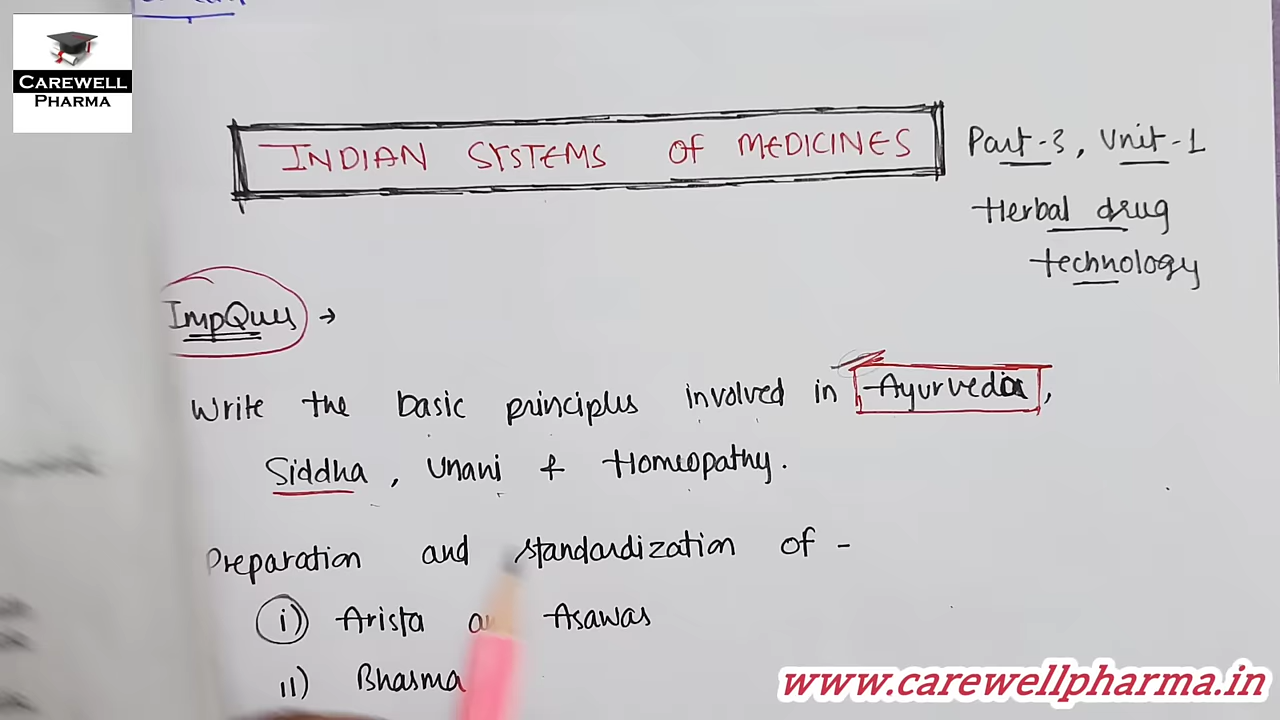 CAREWELL
PHARMA
INDIAN SYSTEMS Of MEDICINES
Part-3, Unit-1
Herbal drug
technology
ImpQues →
Write the basic principles involved in Ayurveda,
Siddha, Unani & Homeopathy.
Preparation and standardization of -
i) Arista Asawas
ii) Bhasma
www.carewellpharma.in